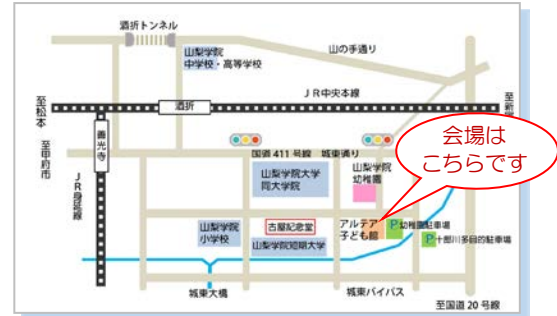 酒折トンネル
山の手通り
山梨学院
中学校・高等学校
JR中央本線
至松本
酒折
至新宿
善光寺
至甲府市
JR身延線
国道411号線 城東通り
会場は
こちらです
山梨学院大学
同大学院
山梨学院
幼稚園
山梨学院
小学校
古屋記念堂
山梨学院短期大学
アルテア
子ども館
P 幼稚園駐車場
P 十郎川多目的駐車場
城東大橋
城東バイパス
至国道20号線